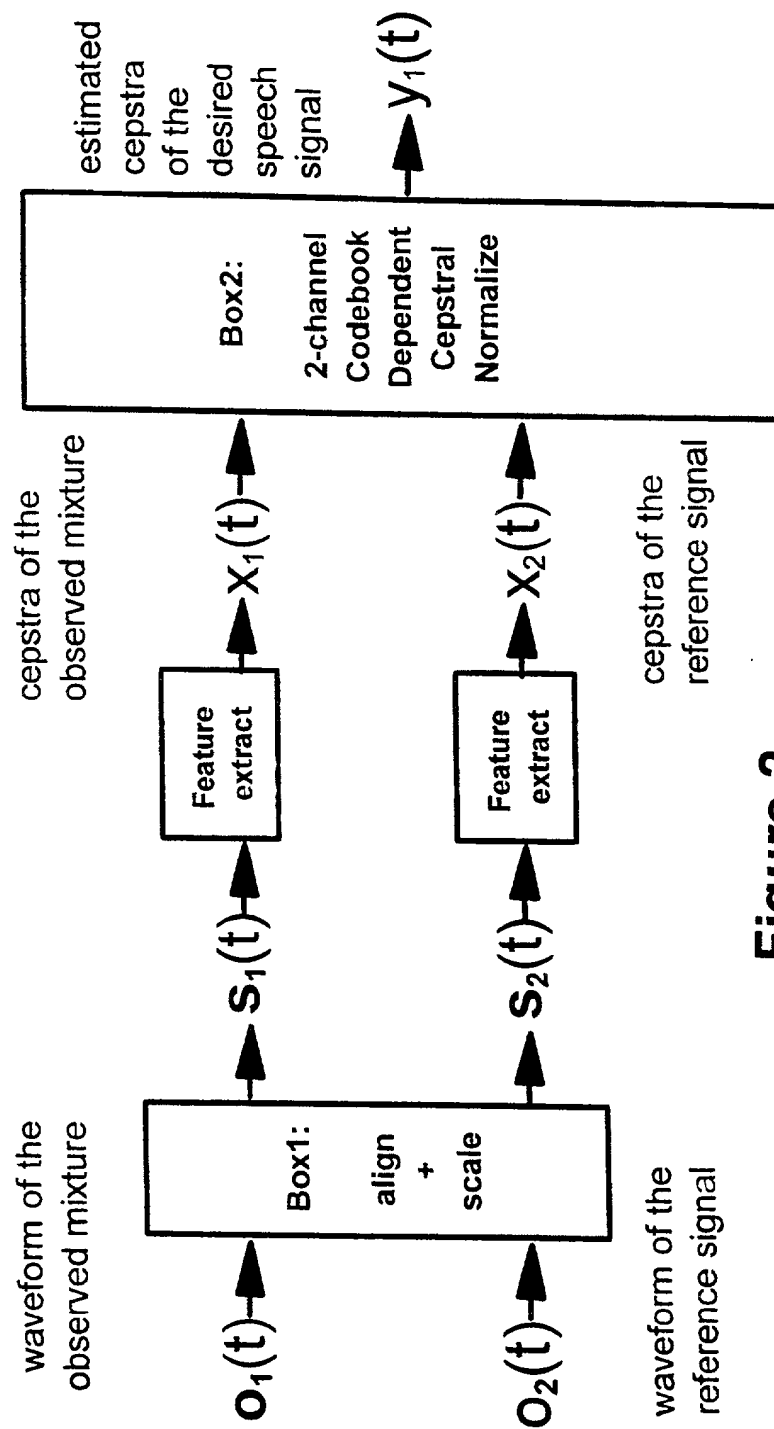 waveform of the
observed mixture
o₁(t)
o₂(t)
waveform of the
reference signal
Box1:
align
+
scale
s₁(t)
s₂(t)
Feature
extract
Feature
extract
cepstra of the
observed mixture
x₁(t)
x₂(t)
cepstra of the
reference signal
Box2:
2-channel
Codebook
Dependent
Cepstral
Normalize
estimated
cepstra
of the
desired
speech
signal
y₁(t)
Figure